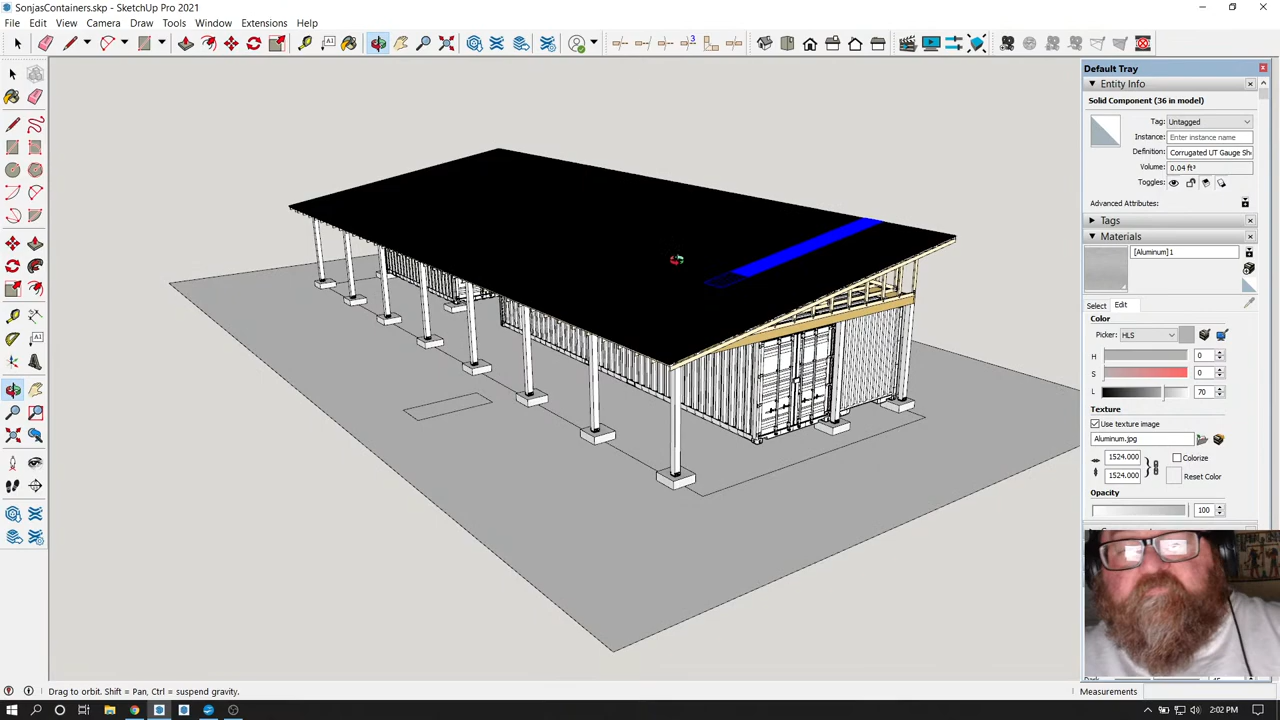 SonjasContainers.skp - SketchUp Pro 2021
File Edit View Camera Draw Tools Window Extensions Help
3
Default Tray
Entity Info
Solid Component (36 in model)
Tag: Untagged
Instance: Enter instance name
Definition: Corrugated UT Gauge Sh
Volume: 0.04 ft³
Toggles:
Advanced Attributes:
Tags
Materials
[Aluminum]1
Select Edit
Color
Picker: HLS
H 0
S 0
L 70
Texture
Use texture image
Aluminum.jpg
1524.000 Colorize
1524.000 Reset Color
Opacity
100
Drag to orbit. Shift = Pan, Ctrl = suspend gravity.
Measurements
2:02 PM